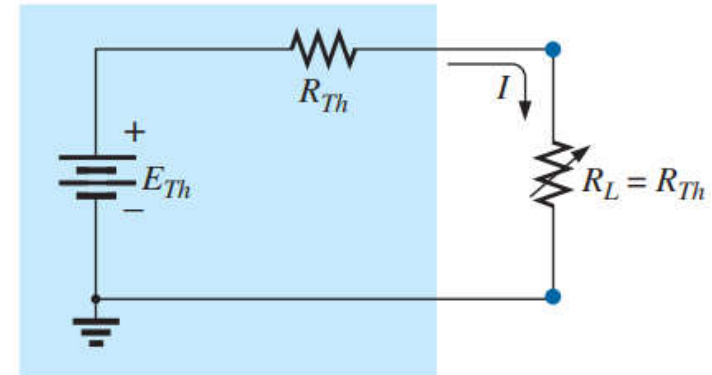 R_Th
I
+
E_Th
R_L = R_Th
–